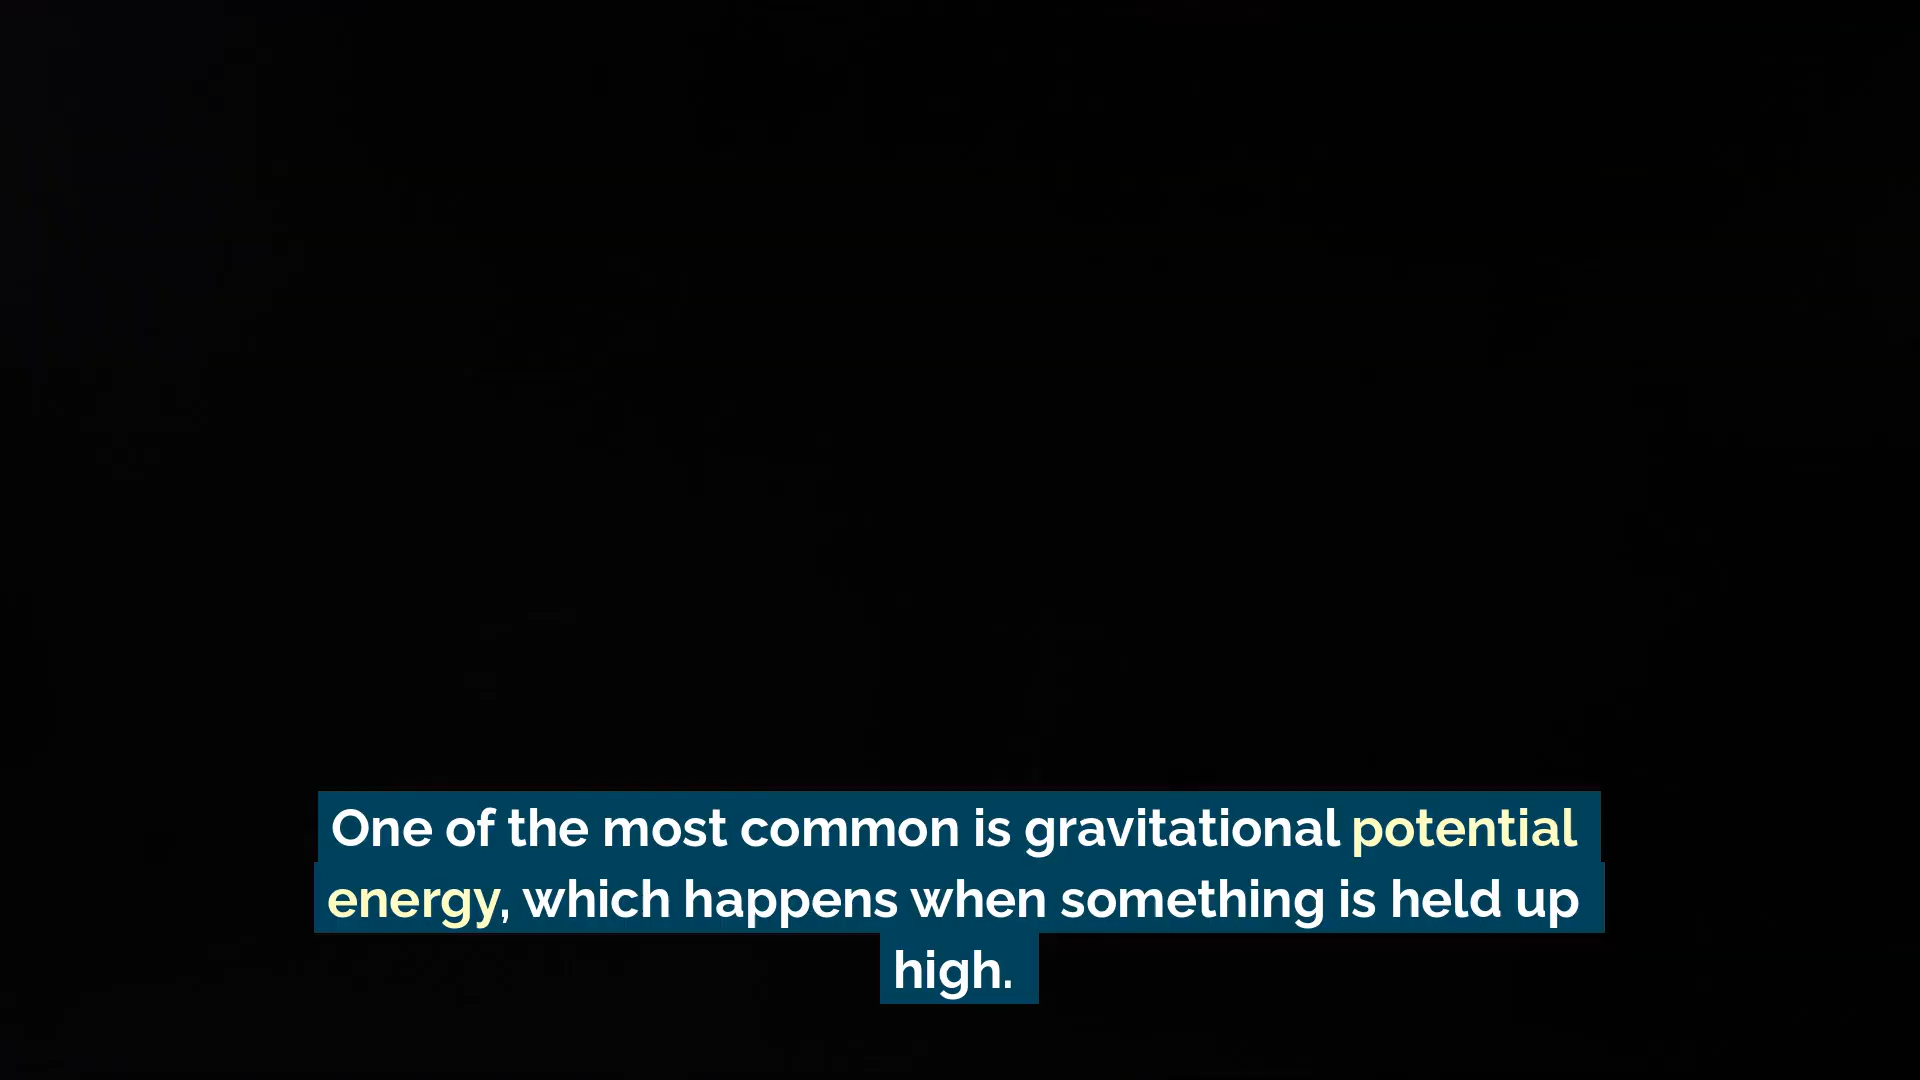 One of the most common is gravitational potential
energy, which happens when something is held up
high.